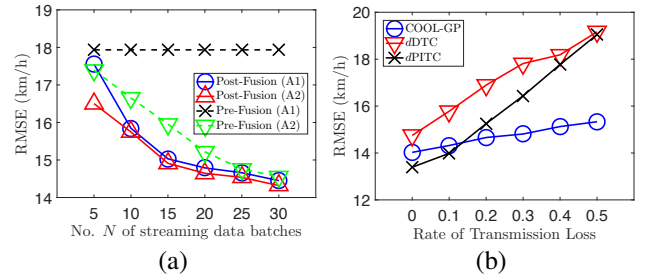 19
18
17
16
15
14
RMSE (km/h)
Post-Fusion (A1)
Post-Fusion (A2)
Pre-Fusion (A1)
Pre-Fusion (A2)
5 10 15 20 25 30
No. N of streaming data batches
(a)
20
18
16
14
12
RMSE (km/h)
COOL-GP
dDTC
dPITC
0 0.1 0.2 0.3 0.4 0.5
Rate of Transmission Loss
(b)